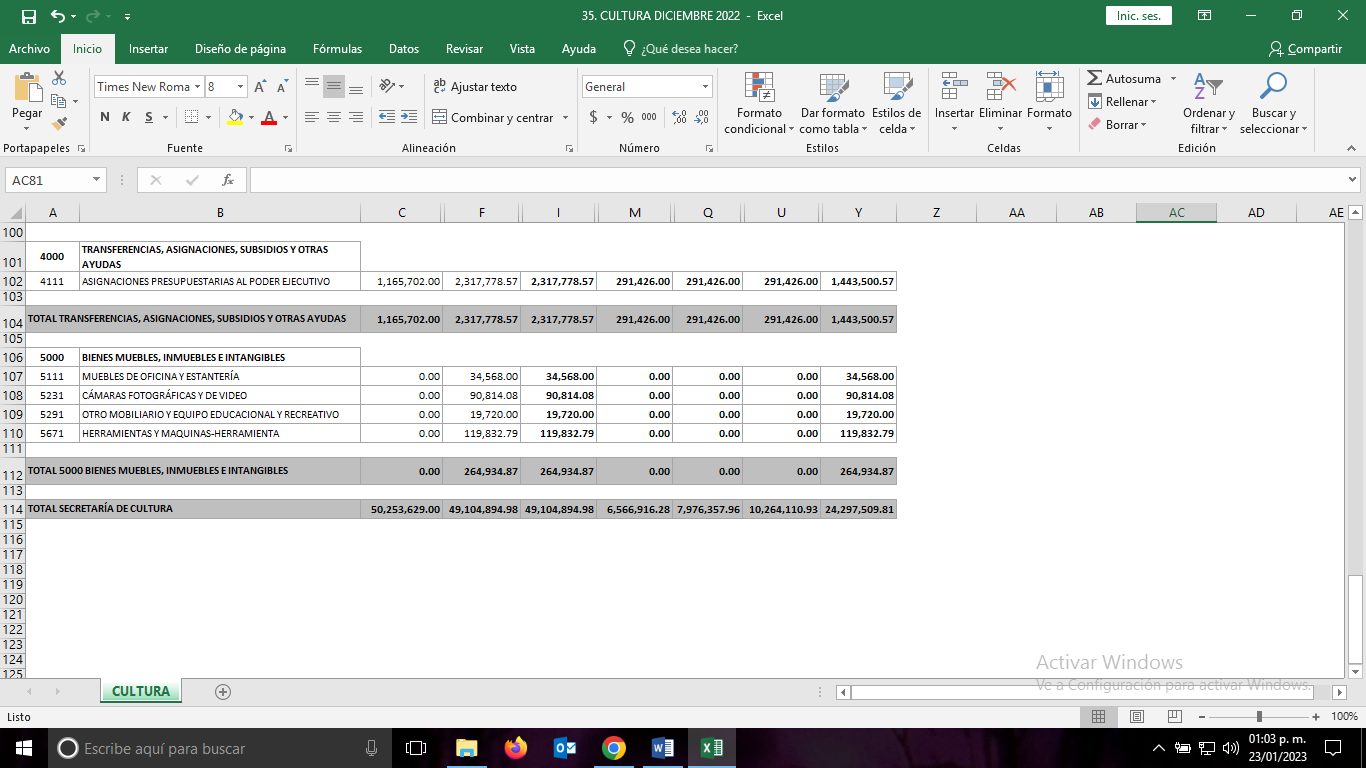 35. CULTURA DICIEMBRE 2022 - Excel
Inic. ses.
Archivo Inicio Insertar Diseño de página Fórmulas Datos Revisar Vista Ayuda ¿Qué desea hacer? Compartir
Pegar
Times New Roma 8
N K S
Ajustar texto
Combinar y centrar
General
$ % 000
Formato condicional
Dar formato como tabla
Estilos de celda
Insertar Eliminar Formato
Autosuma
Rellenar
Borrar
Ordenar y filtrar
Buscar y seleccionar
Portapapeles Fuente Alineación Número Estilos Celdas Edición
AC81 fx
A B C F I M Q U Y Z AA AB AC AD AE
100
101 4000 TRANSFERENCIAS, ASIGNACIONES, SUBSIDIOS Y OTRAS AYUDAS
102 4111 ASIGNACIONES PRESUPUESTARIAS AL PODER EJECUTIVO 1,165,702.00 2,317,778.57 2,317,778.57 291,426.00 291,426.00 291,426.00 1,443,500.57
103
104 TOTAL TRANSFERENCIAS, ASIGNACIONES, SUBSIDIOS Y OTRAS AYUDAS 1,165,702.00 2,317,778.57 2,317,778.57 291,426.00 291,426.00 291,426.00 1,443,500.57
105
106 5000 BIENES MUEBLES, INMUEBLES E INTANGIBLES
107 5111 MUEBLES DE OFICINA Y ESTANTERÍA 0.00 34,568.00 34,568.00 0.00 0.00 0.00 34,568.00
108 5231 CÁMARAS FOTOGRÁFICAS Y DE VIDEO 0.00 90,814.08 90,814.08 0.00 0.00 0.00 90,814.08
109 5291 OTRO MOBILIARIO Y EQUIPO EDUCACIONAL Y RECREATIVO 0.00 19,720.00 19,720.00 0.00 0.00 0.00 19,720.00
110 5671 HERRAMIENTAS Y MAQUINAS-HERRAMIENTA 0.00 119,832.79 119,832.79 0.00 0.00 0.00 119,832.79
111
112 TOTAL 5000 BIENES MUEBLES, INMUEBLES E INTANGIBLES 0.00 264,934.87 264,934.87 0.00 0.00 0.00 264,934.87
113
114 TOTAL SECRETARÍA DE CULTURA 50,253,629.00 49,104,894.98 49,104,894.98 6,566,916.28 7,976,357.96 10,264,110.93 24,297,509.81
115
116
117
118
119
120
121
122
123
124
125
Activar Windows
Ve a Configuración para activar Windows.
CULTURA
Listo
100%
Escribe aquí para buscar
01:03 p. m.
23/01/2023